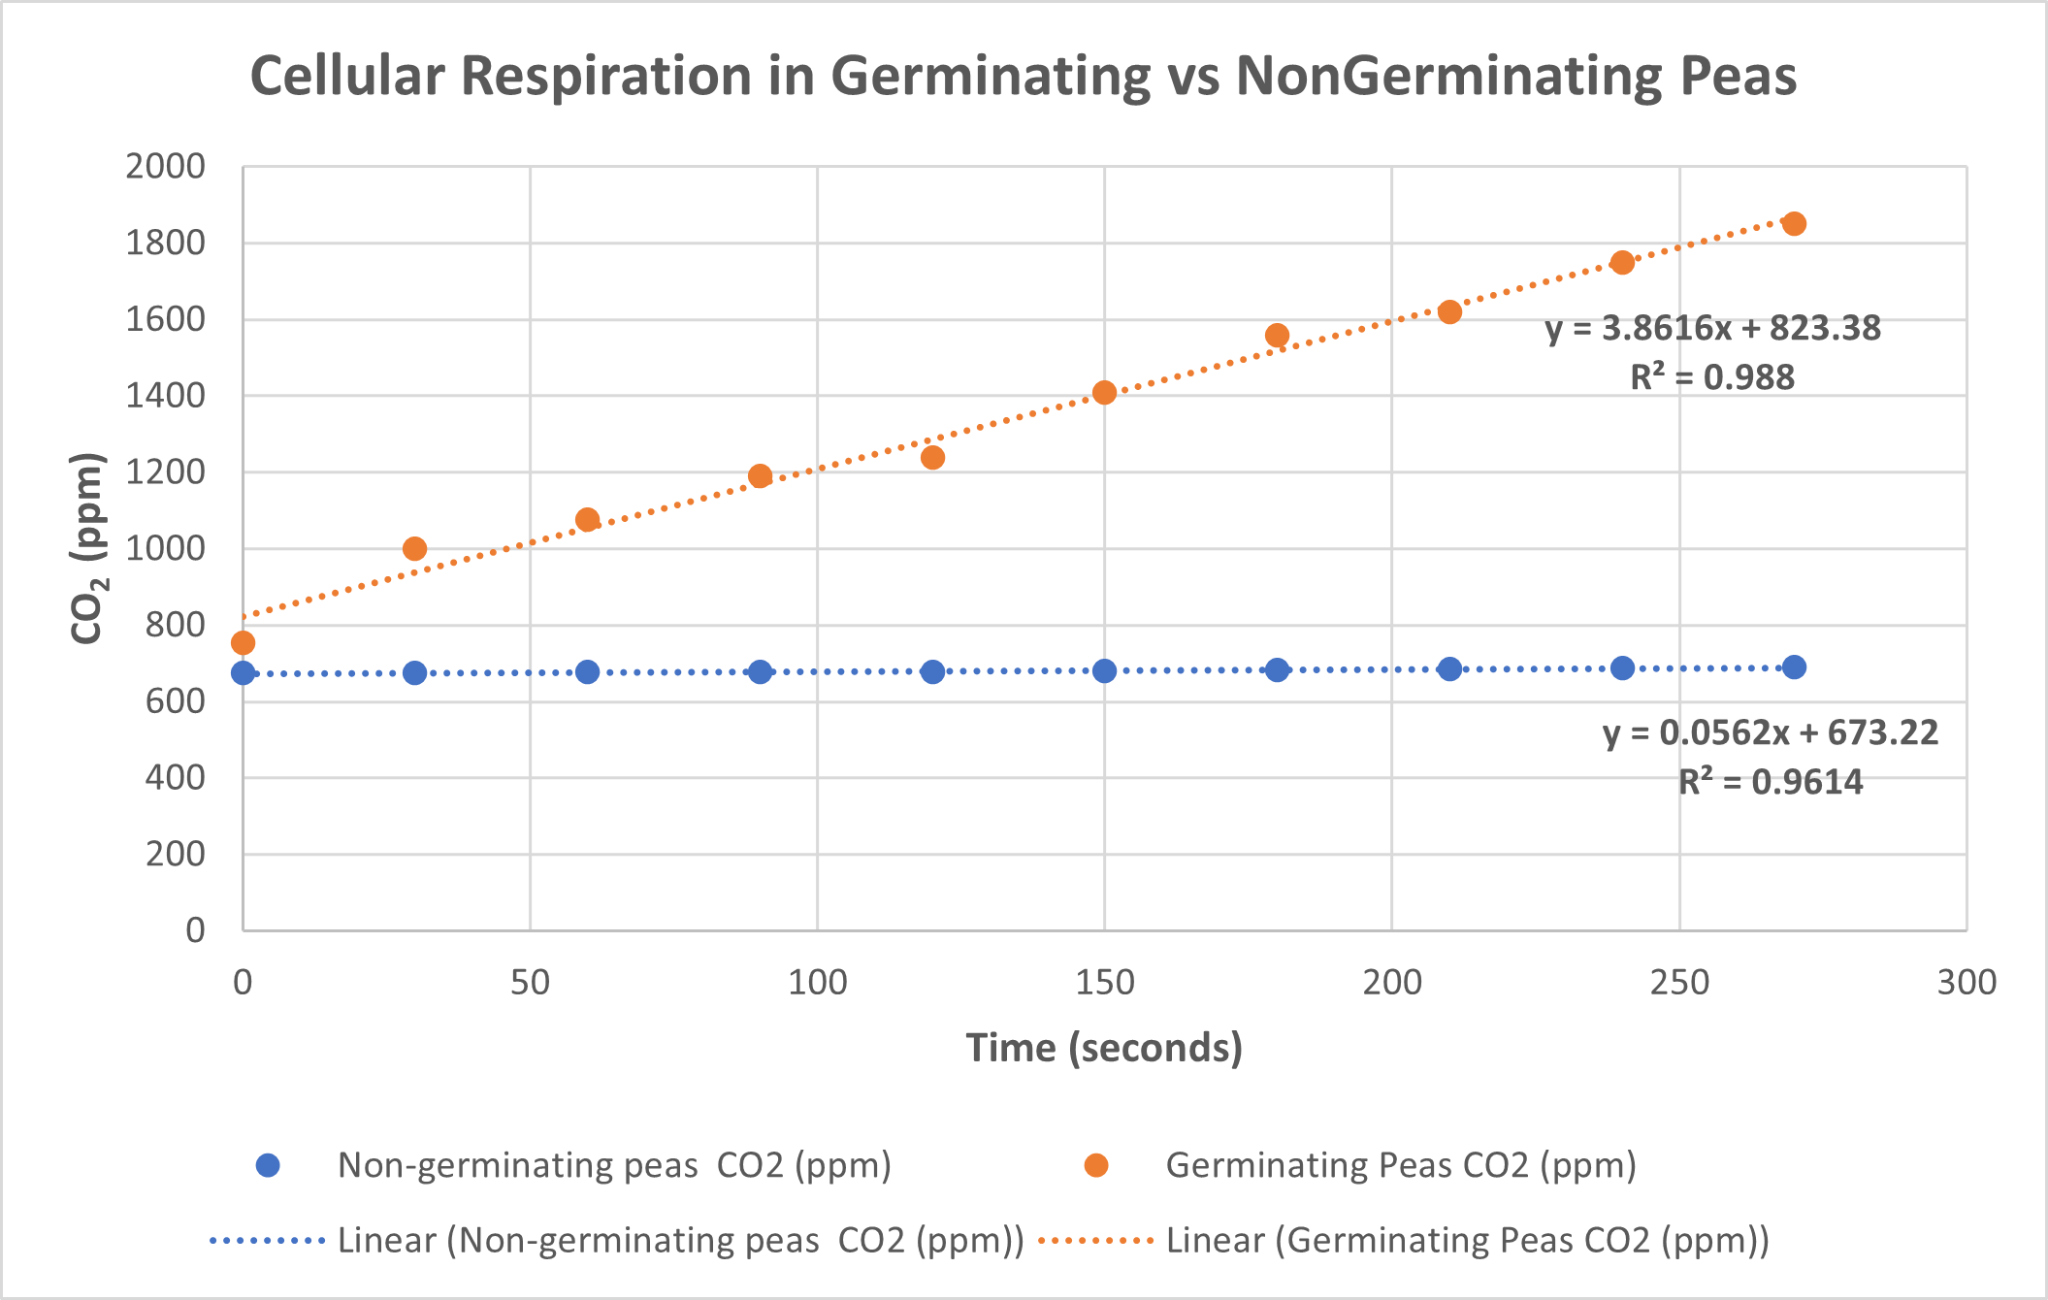 Cellular Respiration in Germinating vs NonGerminating Peas
2000
1800
1600
1400
1200
1000
800
600
400
200
0
CO₂ (ppm)
y = 3.8616x + 823.38
R² = 0.988
y = 0.0562x + 673.22
R² = 0.9614
0 50 100 150 200 250 300
Time (seconds)
Non-germinating peas  CO2 (ppm)
Germinating Peas CO2 (ppm)
Linear (Non-germinating peas  CO2 (ppm))
Linear (Germinating Peas CO2 (ppm))